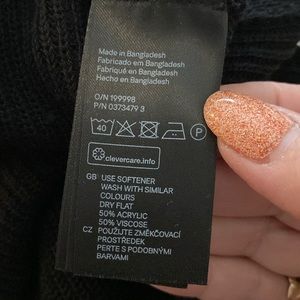 Made in Bangladesh
Fabricado em Bangladesh
Fabriqué en Bangladesh
Hecho en Bangladesh
O/N 199998
P/N 0373479 3
40
P
clevercare.info
GB USE SOFTENER
WASH WITH SIMILAR
COLOURS
DRY FLAT
50% ACRYLIC
50% VISCOSE
CZ POUŽIJTE ZMĚKČOVACÍ
PROSTŘEDEK
PERTE S PODOBNÝMI
BARVAMI